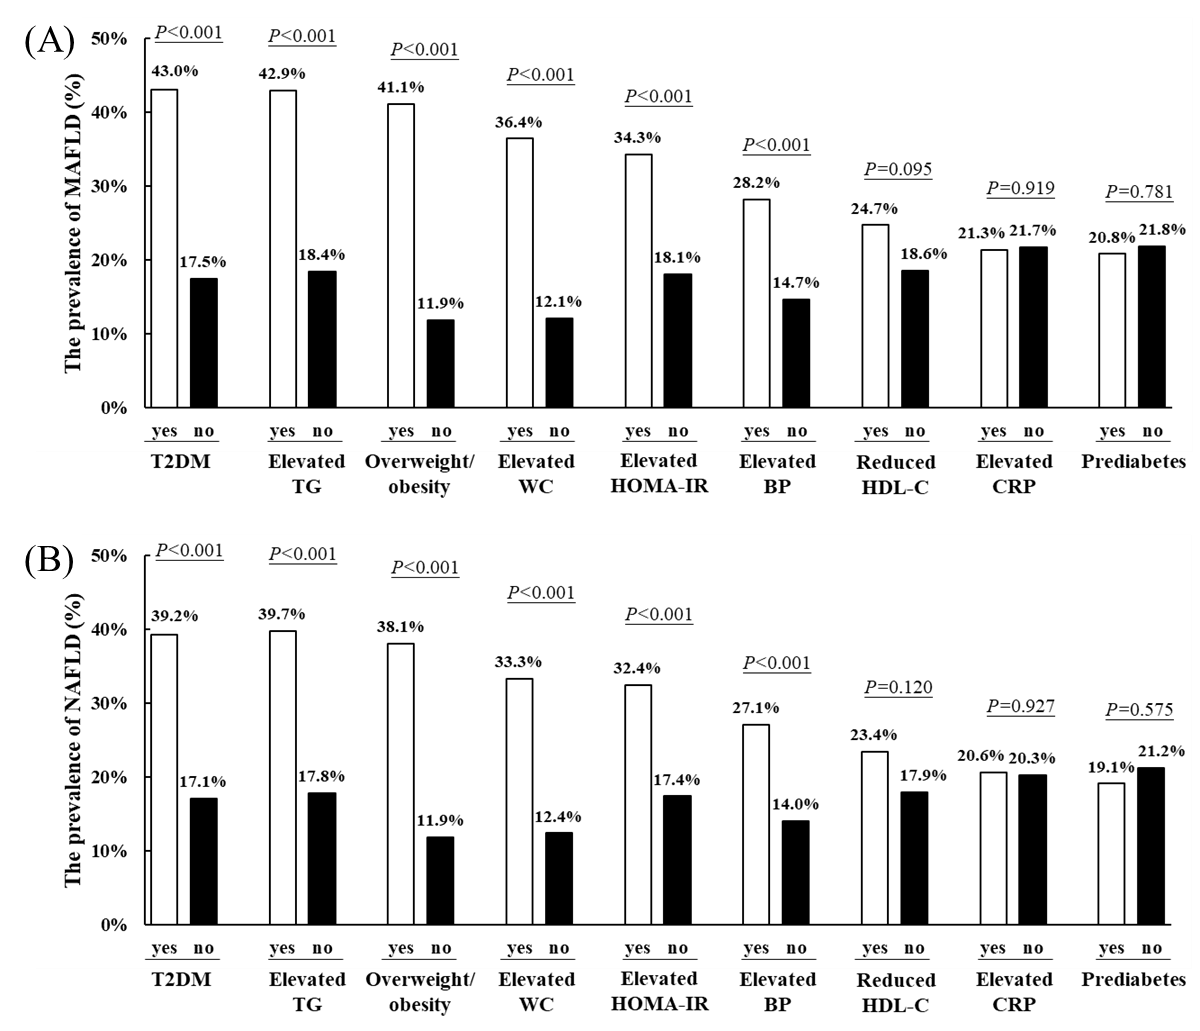 (A)
The prevalence of MAFLD (%)
50%
40%
30%
20%
10%
0%
P<0.001
P<0.001
P<0.001
P<0.001
P<0.001
P<0.001
P=0.095
P=0.919
P=0.781
43.0%
17.5%
42.9%
18.4%
41.1%
11.9%
36.4%
12.1%
34.3%
18.1%
28.2%
14.7%
24.7%
18.6%
21.3%
21.7%
20.8%
21.8%
yes no
yes no
yes no
yes no
yes no
yes no
yes no
yes no
yes no
T2DM
Elevated
TG
Overweight/
obesity
Elevated
WC
Elevated
HOMA-IR
Elevated
BP
Reduced
HDL-C
Elevated
CRP
Prediabetes
(B)
The prevalence of NAFLD (%)
50%
40%
30%
20%
10%
0%
P<0.001
P<0.001
P<0.001
P<0.001
P<0.001
P<0.001
P=0.120
P=0.927
P=0.575
39.2%
17.1%
39.7%
17.8%
38.1%
11.9%
33.3%
12.4%
32.4%
17.4%
27.1%
14.0%
23.4%
17.9%
20.6%
20.3%
19.1%
21.2%
yes no
yes no
yes no
yes no
yes no
yes no
yes no
yes no
yes no
T2DM
Elevated
TG
Overweight/
obesity
Elevated
WC
Elevated
HOMA-IR
Elevated
BP
Reduced
HDL-C
Elevated
CRP
Prediabetes